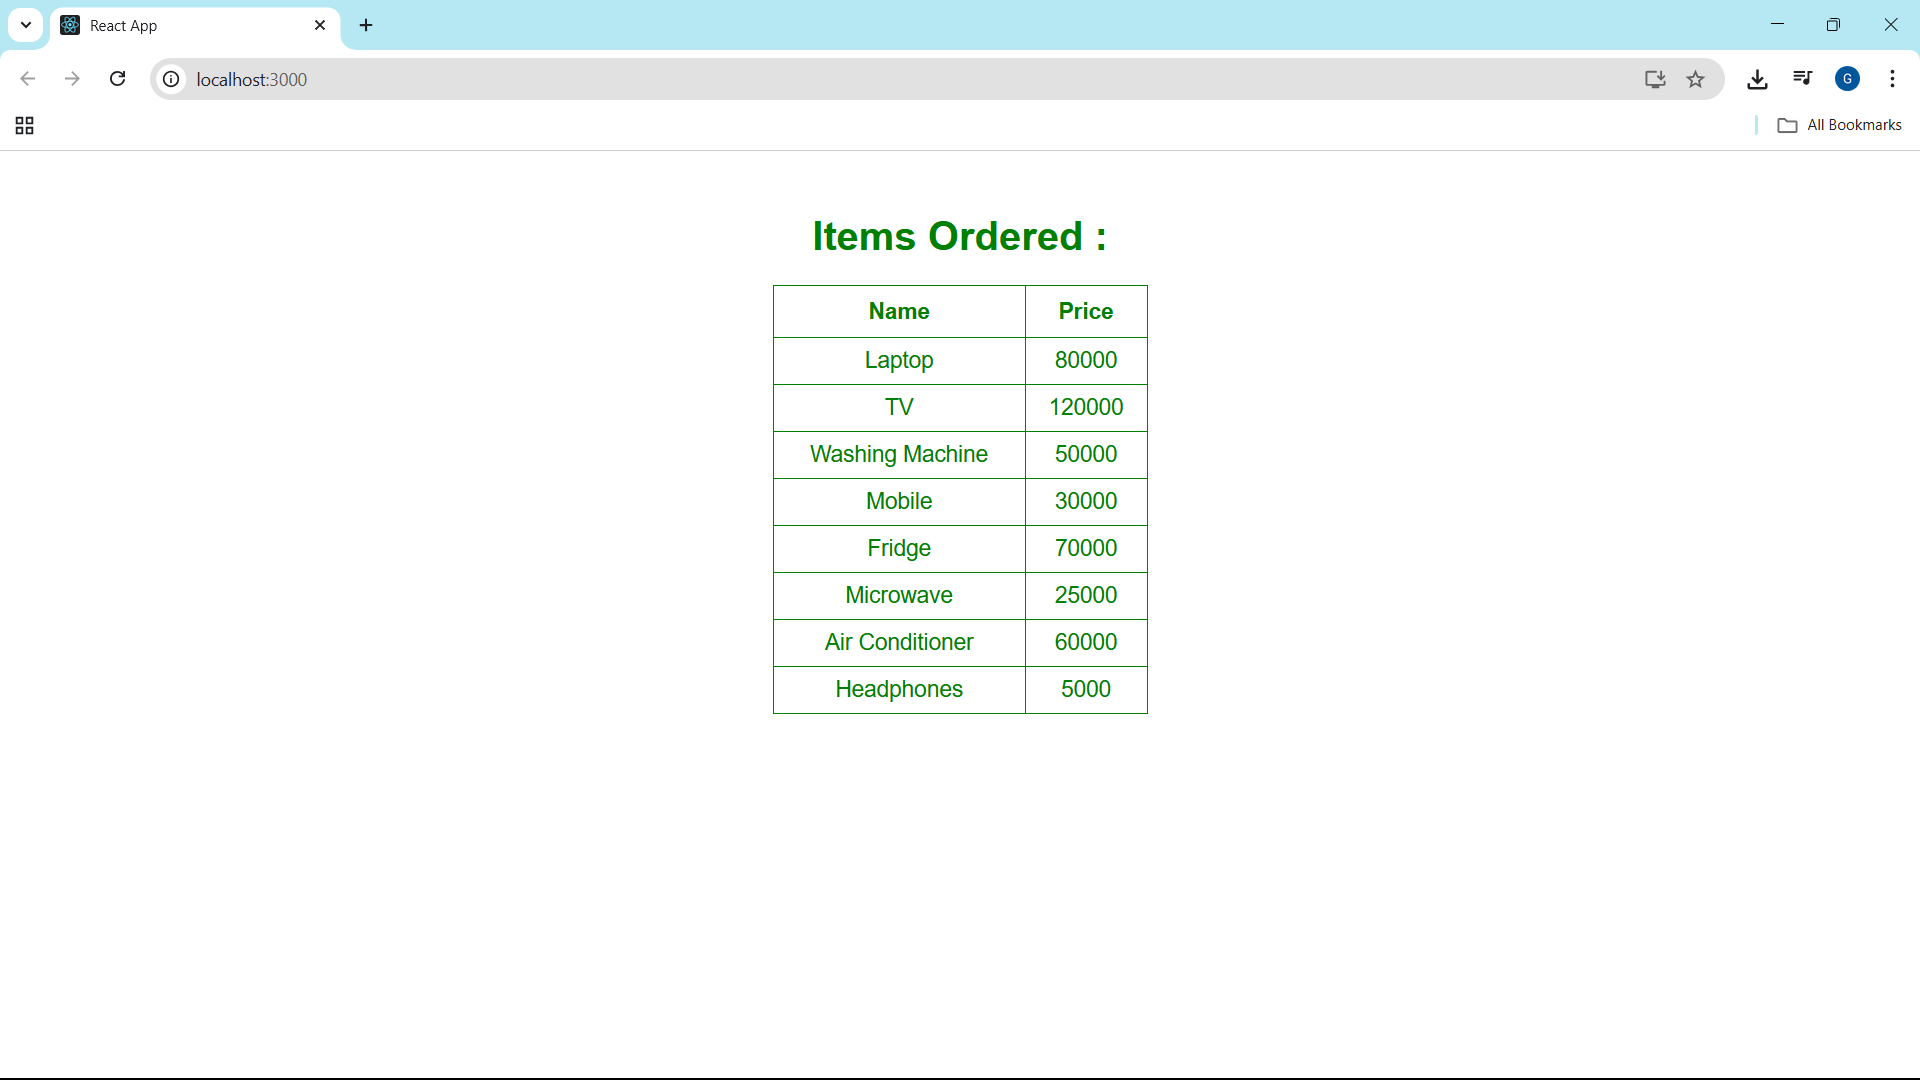 React App
localhost:3000
G
All Bookmarks
Items Ordered :
Name Price
Laptop 80000
TV 120000
Washing Machine 50000
Mobile 30000
Fridge 70000
Microwave 25000
Air Conditioner 60000
Headphones 5000